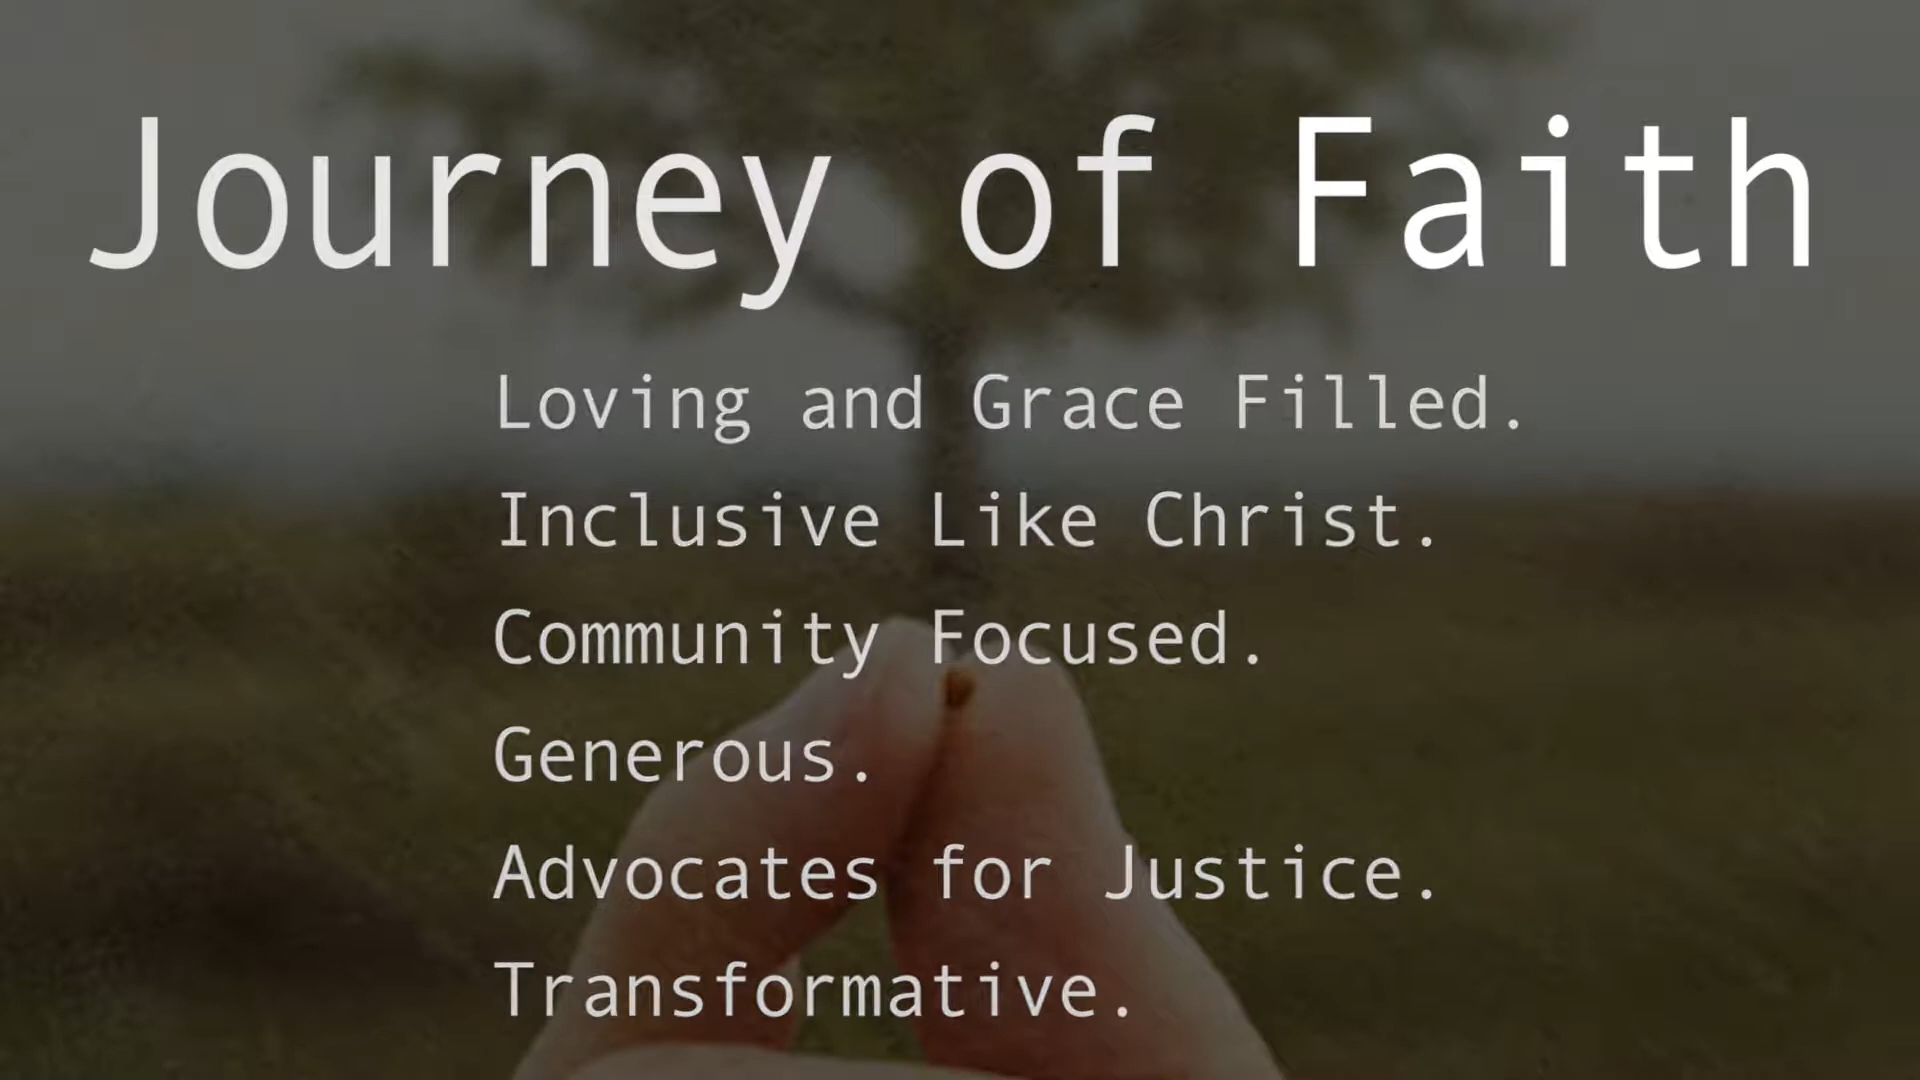 Journey of Faith
Loving and Grace Filled.
Inclusive Like Christ.
Community Focused.
Generous.
Advocates for Justice.
Transformative.